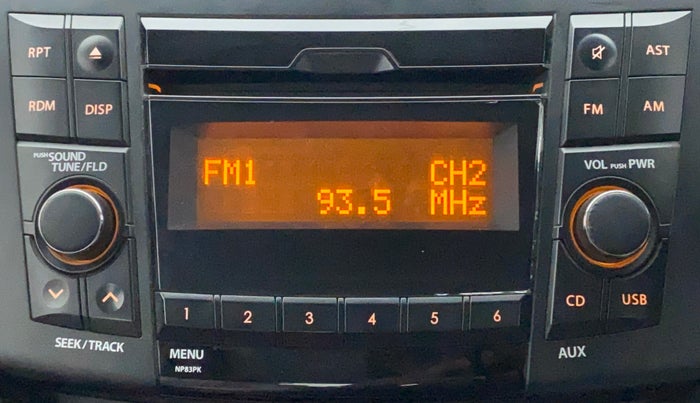 RPT
AST
RDM
DISP
FM
AM
PUSH SOUND
TUNE/FLD
VOL PUSH PWR
FM1 CH2
93.5 MHz
CD
USB
1 2 3 4 5 6
SEEK/TRACK
MENU
NP83PK
AUX